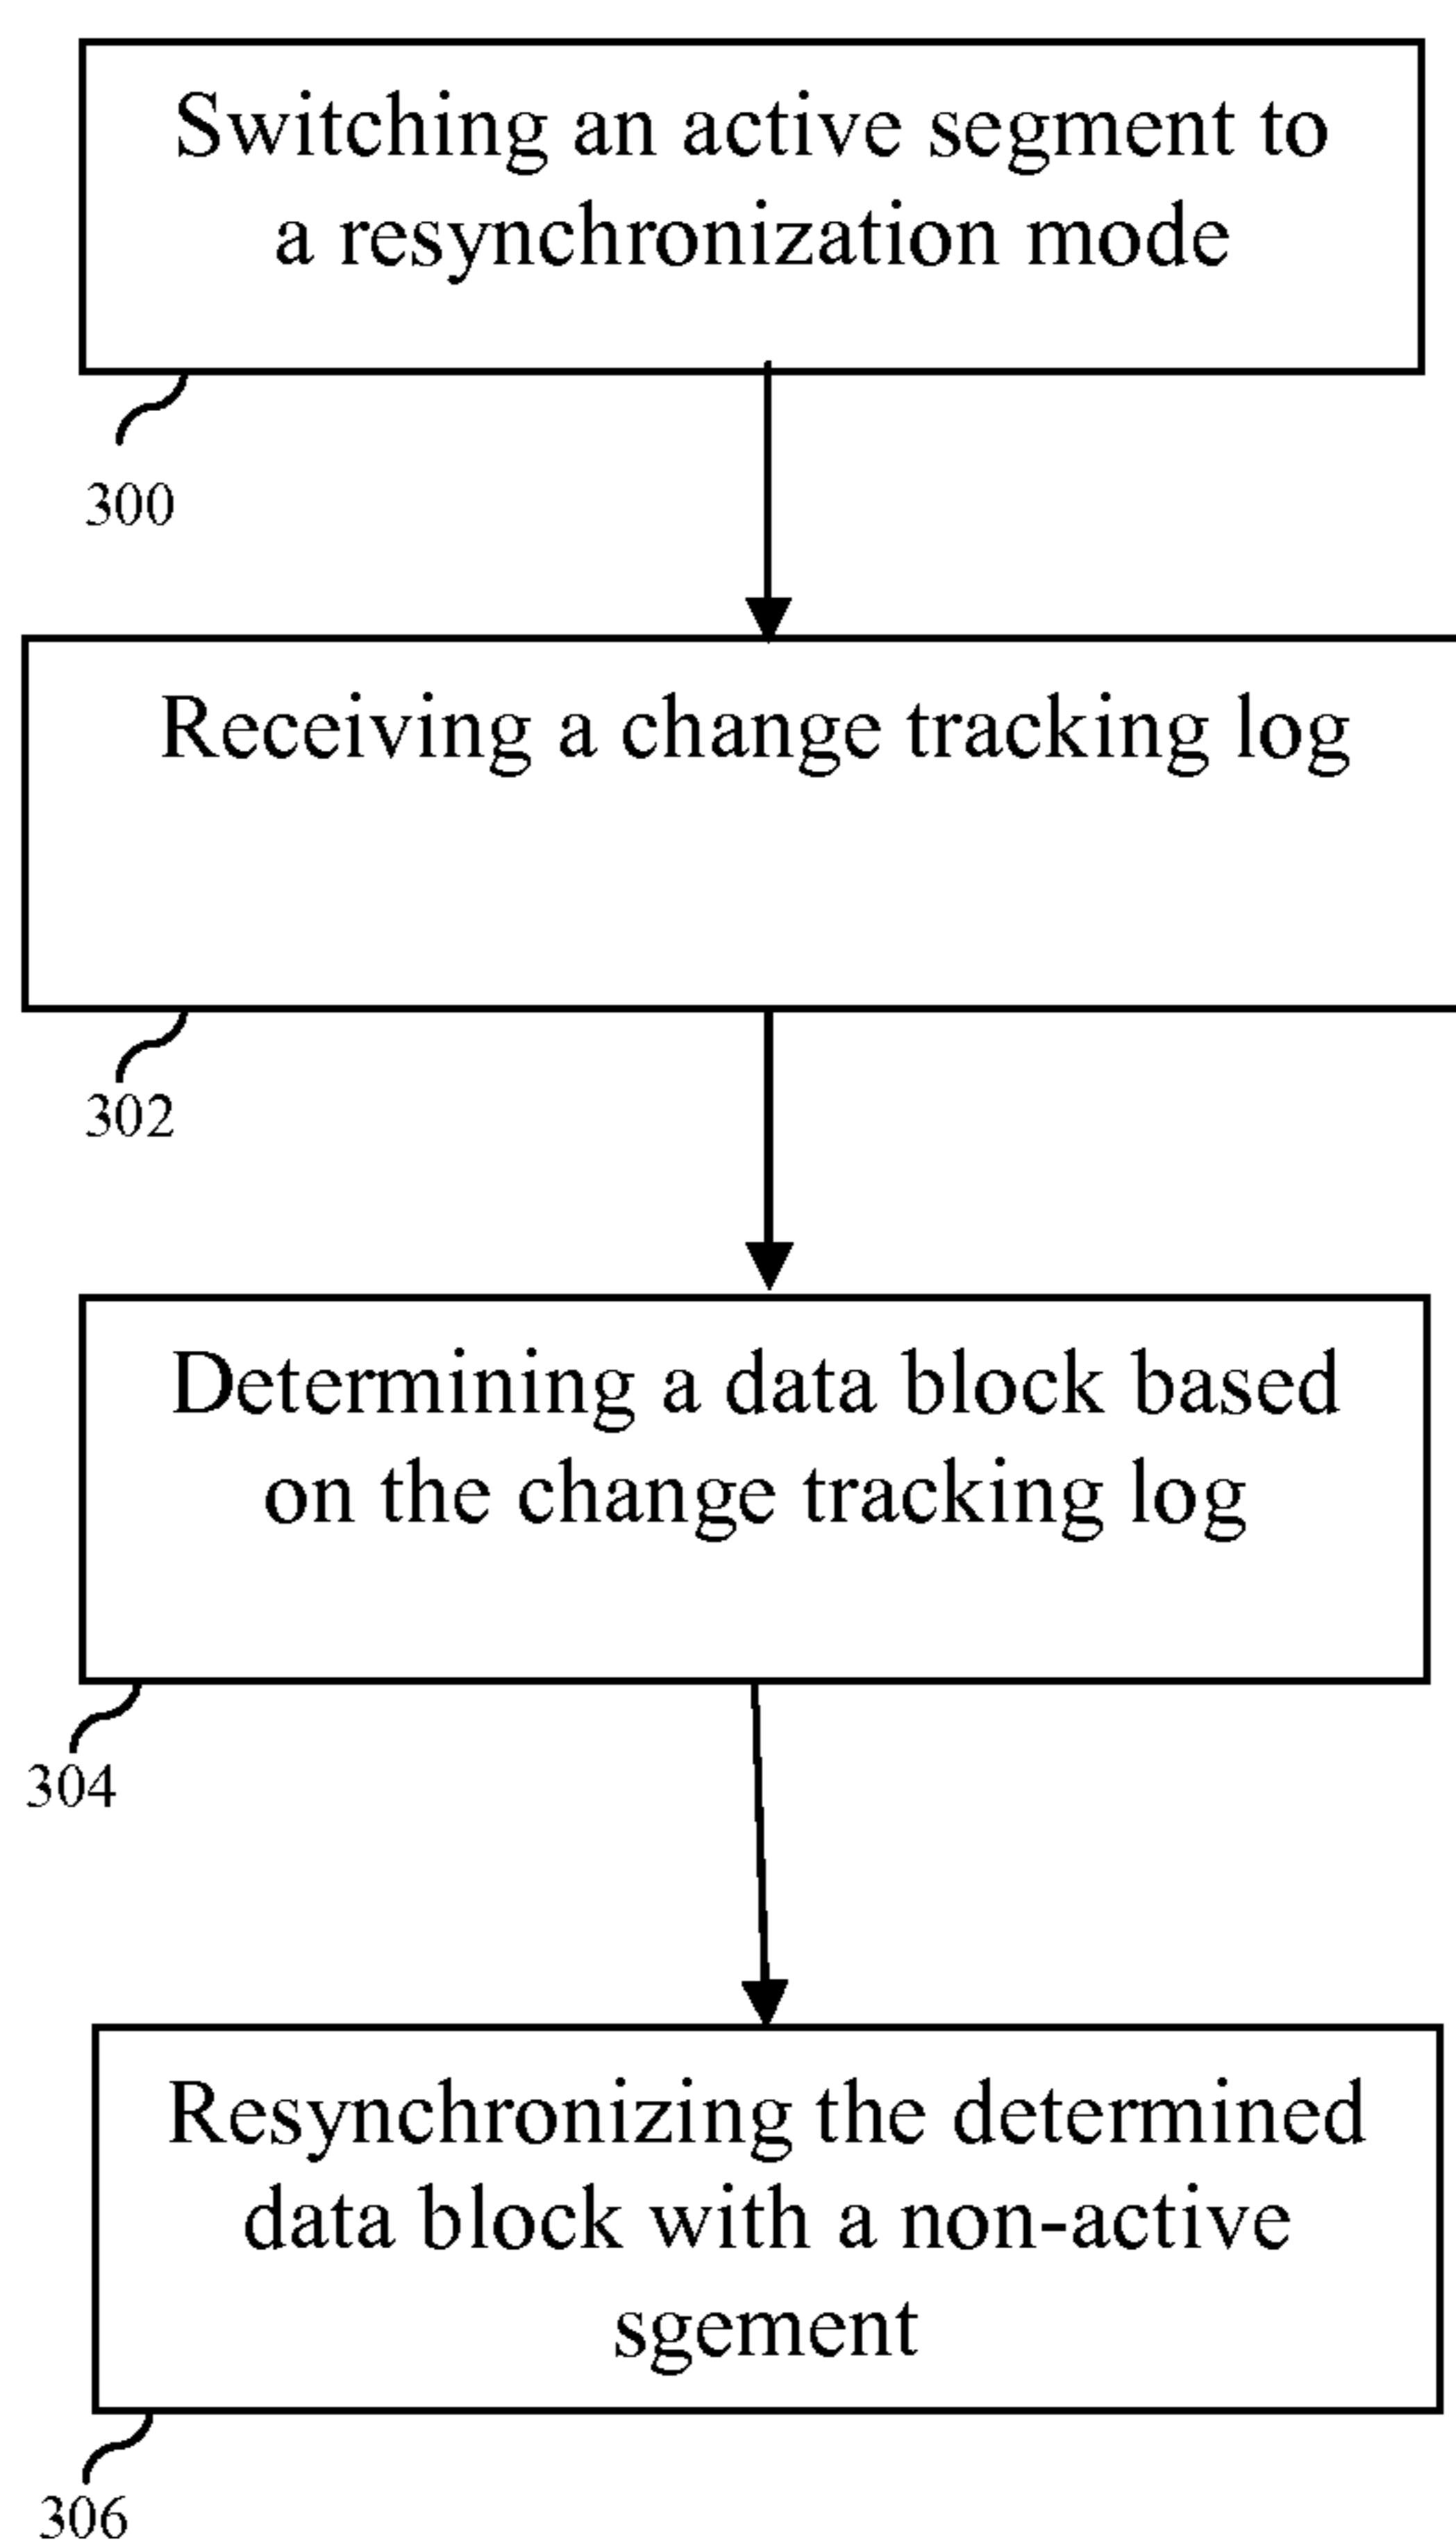 Switching an active segment to
a resynchronization mode
300
Receiving a change tracking log
302
Determining a data block based
on the change tracking log
304
Resynchronizing the determined
data block with a non-active
sgement
306